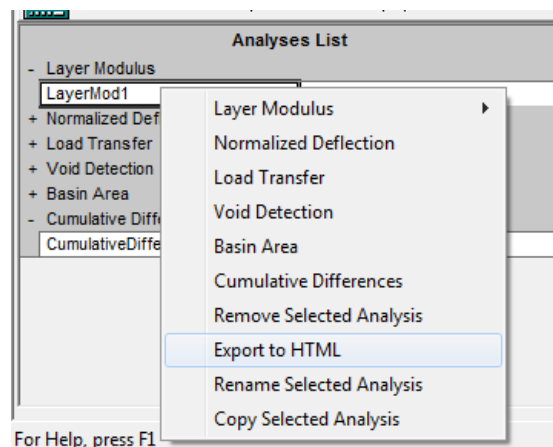 Analyses List
- Layer Modulus
LayerMod1
+ Normalized Def
+ Load Transfer
+ Void Detection
+ Basin Area
- Cumulative Diffe
CumulativeDiffe
Layer Modulus
Normalized Deflection
Load Transfer
Void Detection
Basin Area
Cumulative Differences
Remove Selected Analysis
Export to HTML
Rename Selected Analysis
Copy Selected Analysis
For Help, press F1